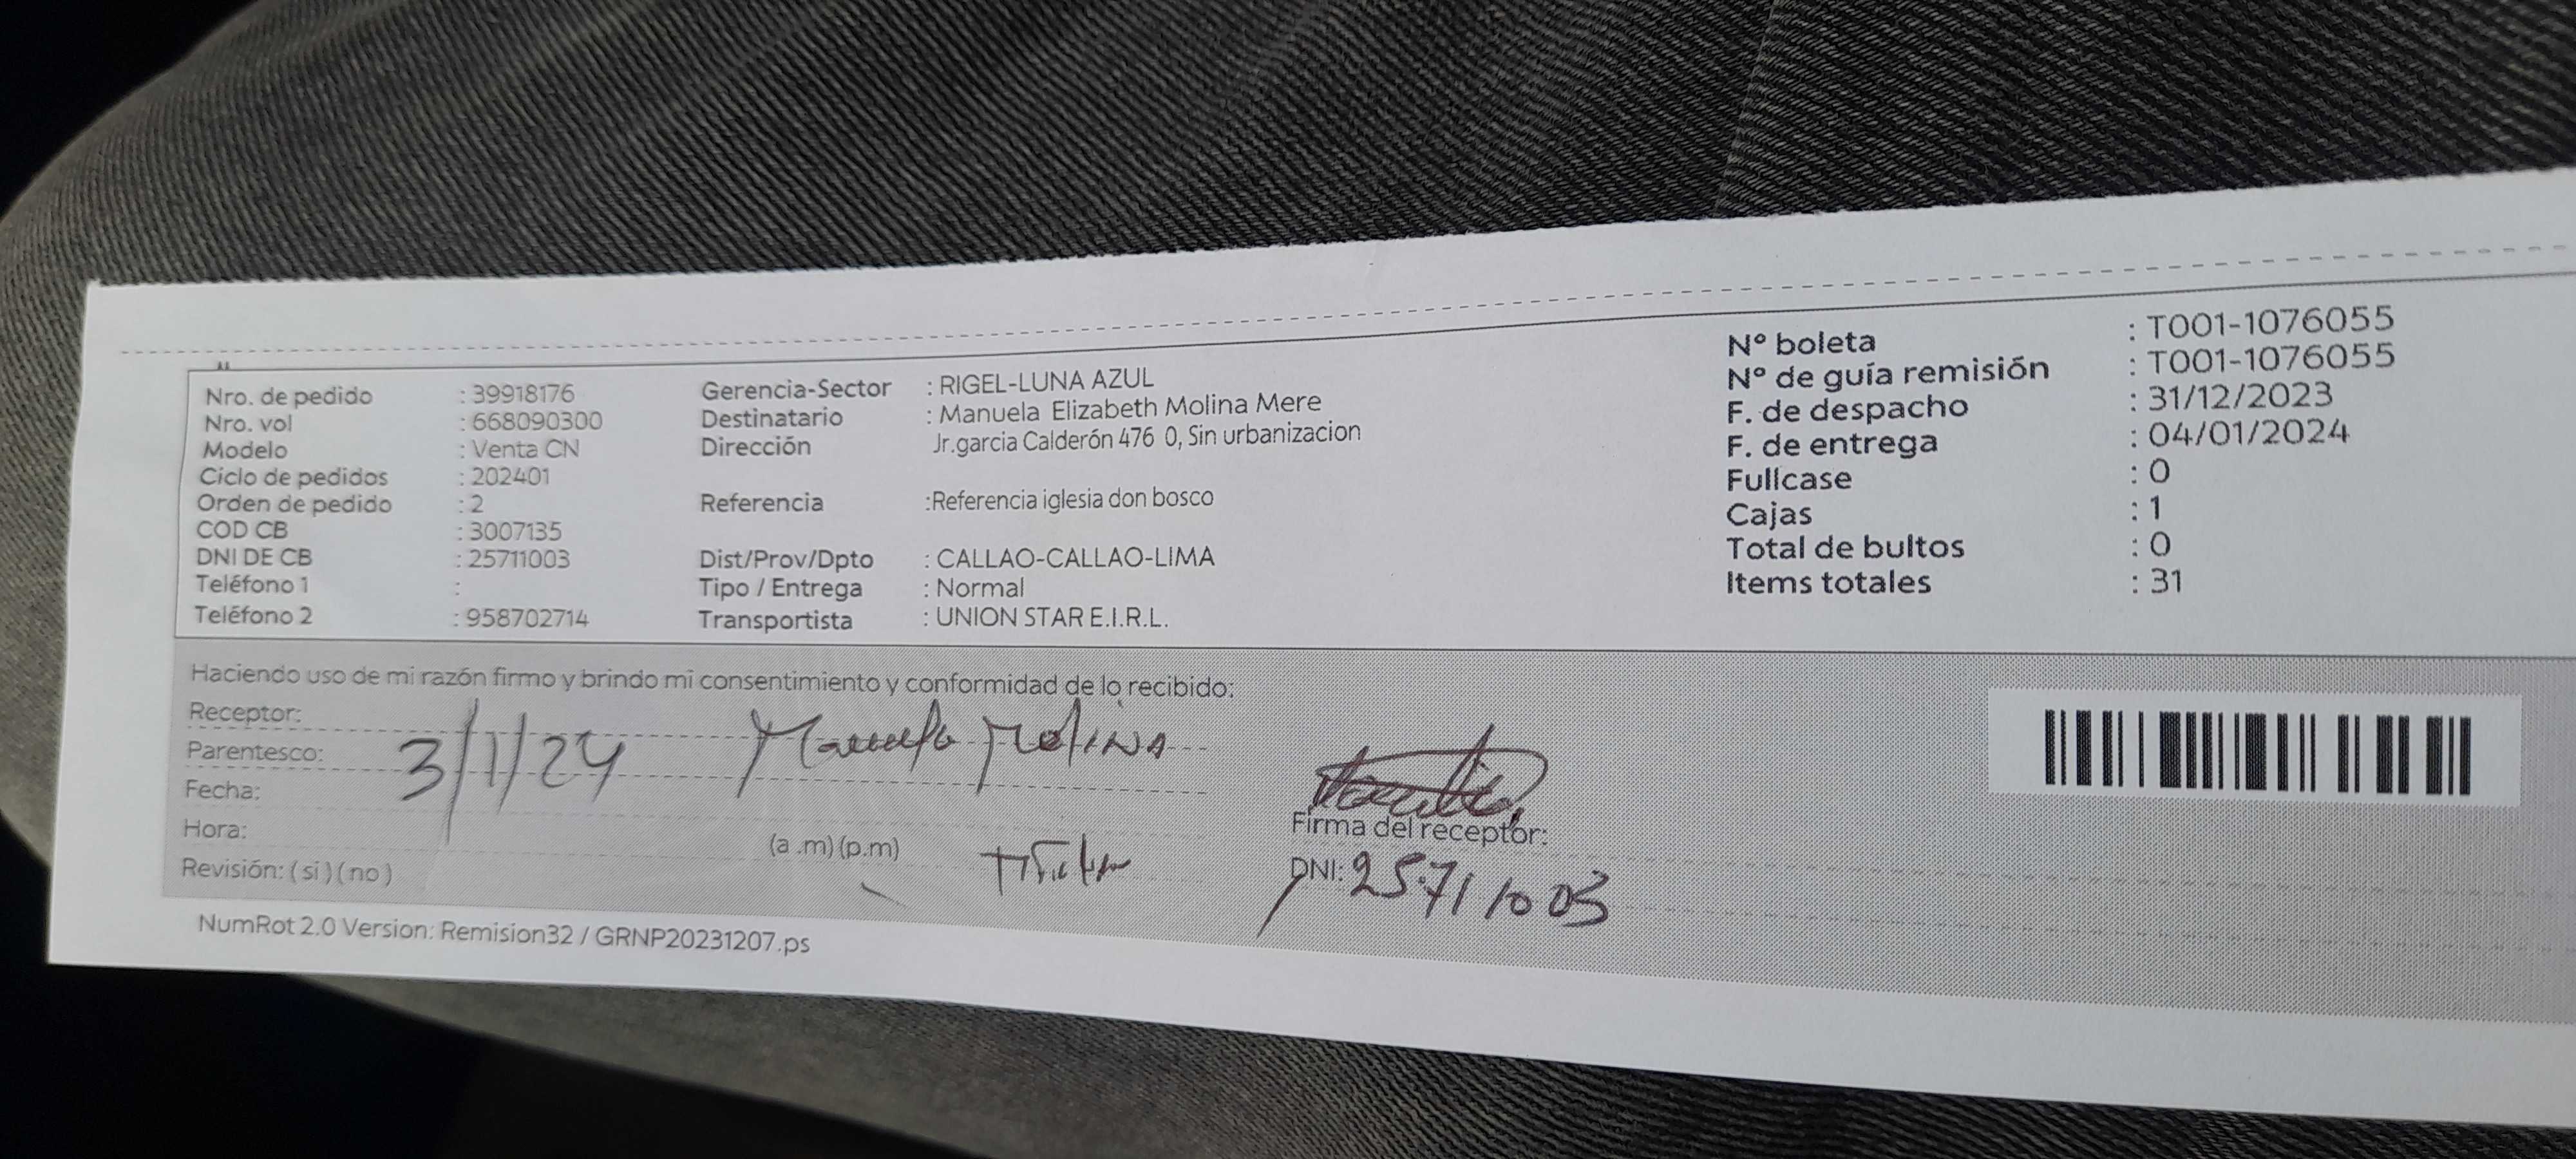 Nro. de pedido : 39918176
Nro. vol : 668090300
Modelo : Venta CN
Ciclo de pedidos : 202401
Orden de pedido : 2
COD CB : 3007135
DNI DE CB : 25711003
Teléfono 1 :
Teléfono 2 : 958702714
Gerencia-Sector : RIGEL-LUNA AZUL
Destinatario : Manuela Elizabeth Molina Mere
Dirección Jr.garcia Calderón 476 0, Sin urbanizacion
Referencia :Referencia iglesia don bosco
Dist/Prov/Dpto : CALLAO-CALLAO-LIMA
Tipo / Entrega : Normal
Transportista : UNION STAR E.I.R.L.
N° boleta : T001-1076055
N° de guía remisión : T001-1076055
F. de despacho : 31/12/2023
F. de entrega : 04/01/2024
Fullcase : 0
Cajas : 1
Total de bultos : 0
Items totales : 31
Haciendo uso de mi razón firmo y brindo mi consentimiento y conformidad de lo recibido:
Receptor:
Parentesco: 3/1/24 Manuela Molina
Fecha:
Hora: (a .m) (p.m)
Revisión: ( si ) ( no )
Firma del receptor:
DNI: 25711003
NumRot 2.0 Version: Remision32 / GRNP20231207.ps